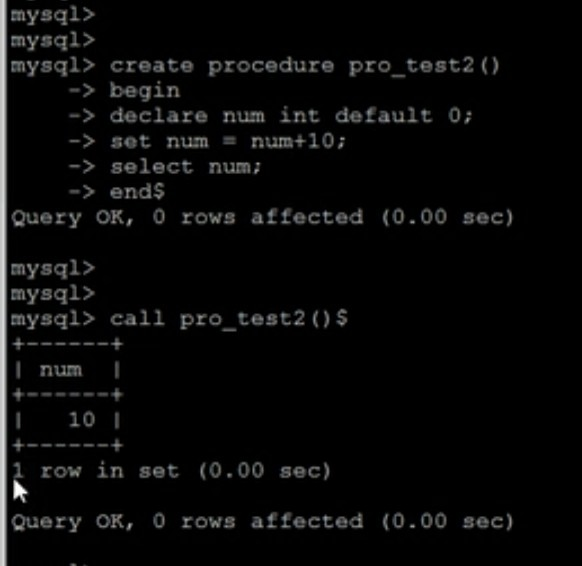 mysql>
mysql>
mysql> create procedure pro_test2()
    -> begin
    -> declare num int default 0;
    -> set num = num+10;
    -> select num;
    -> end$
Query OK, 0 rows affected (0.00 sec)
mysql>
mysql>
mysql> call pro_test2()$
+------+
| num  |
+------+
|   10 |
+------+
1 row in set (0.00 sec)
Query OK, 0 rows affected (0.00 sec)